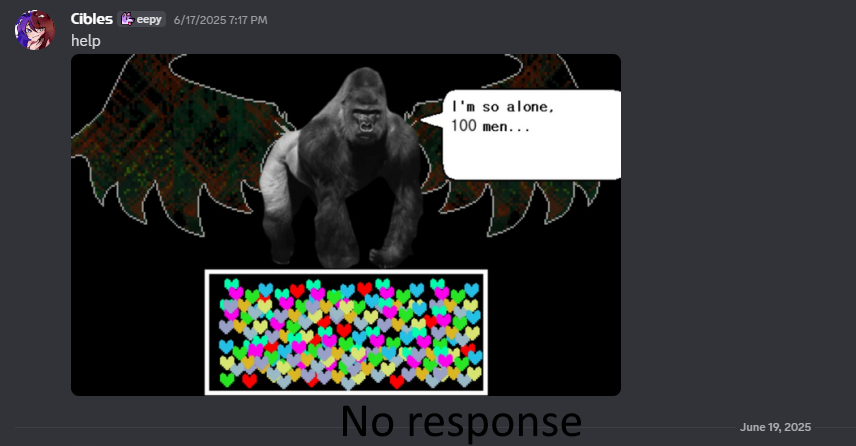 Cibles eepy 6/17/2025 7:17 PM
help
I'm so alone,
100 men...
No response
June 19, 2025